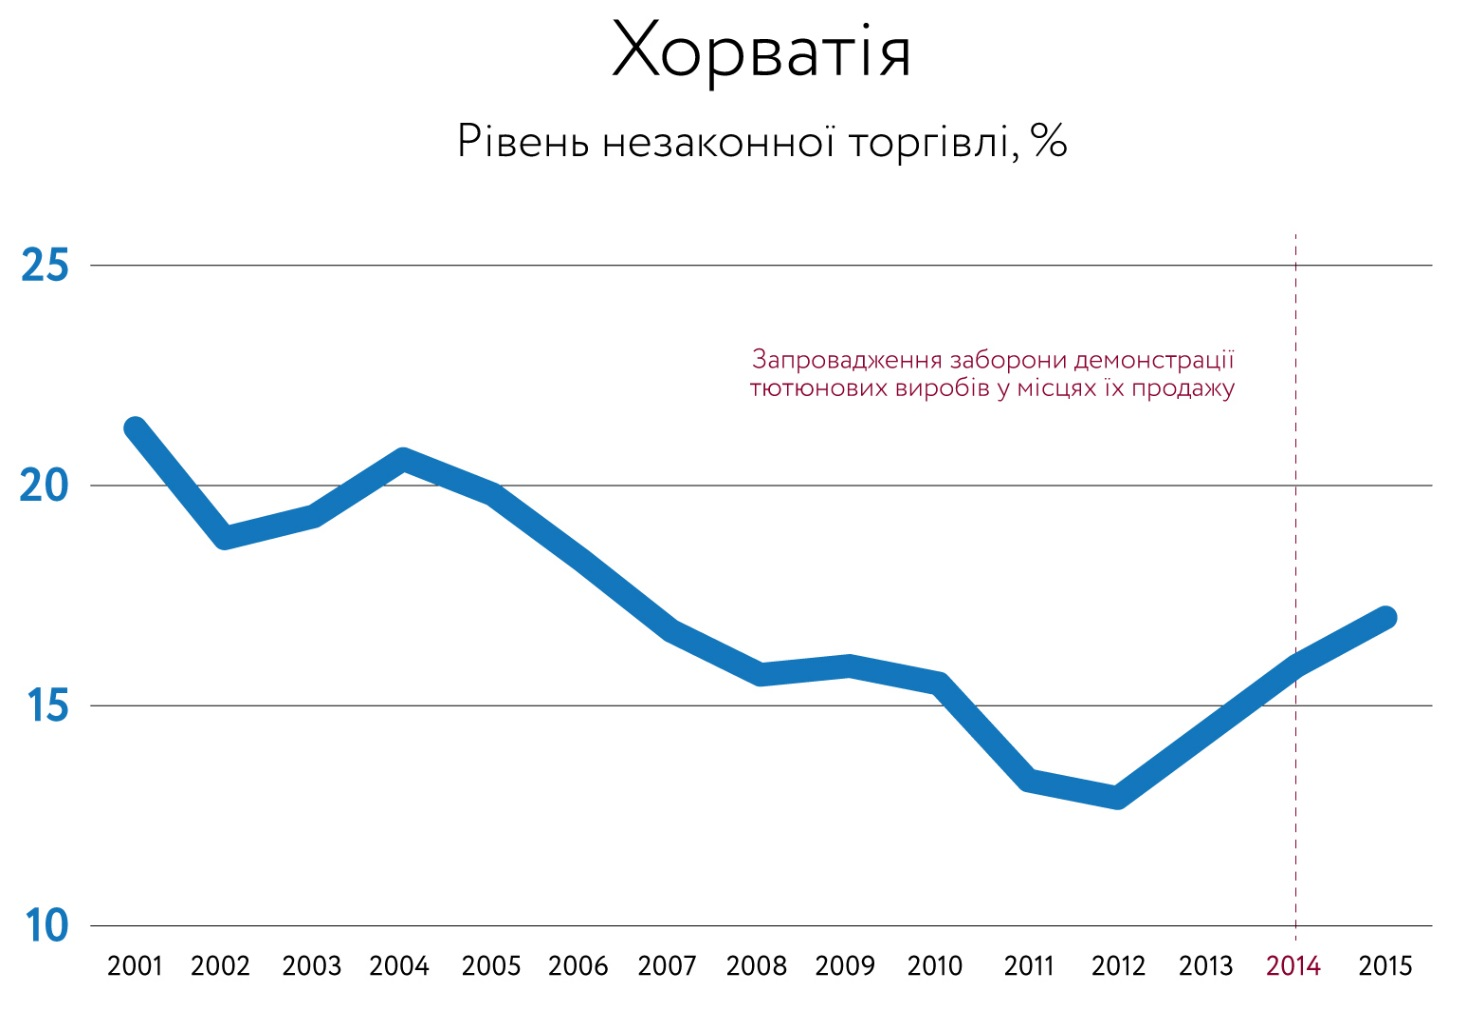 Хорватія
Рівень незаконної торгівлі, %
25
Запровадження заборони демонстрації
тютюнових виробів у місцях їх продажу
20
15
10
2001 2002 2003 2004 2005 2006 2007 2008 2009 2010 2011 2012 2013 2014 2015